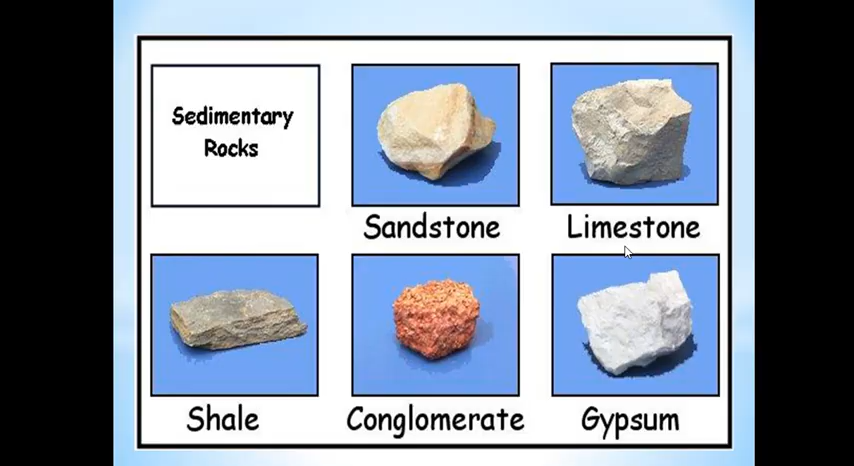 Sedimentary
Rocks
Sandstone
Limestone
Shale
Conglomerate
Gypsum